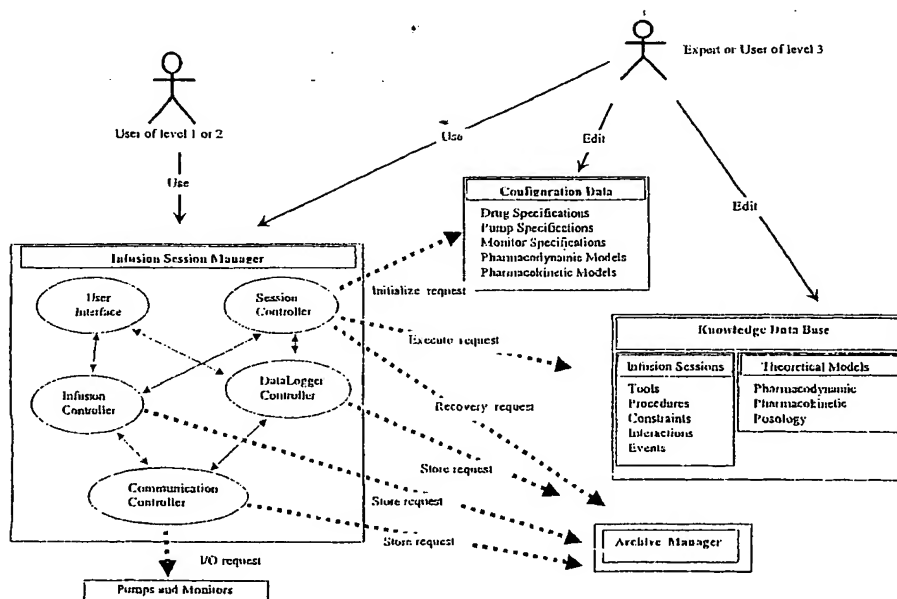 Expert or User of level 3
User of level 1 or 2
Use
Use
Edit
Edit
Configuration Data
Drug Specifications
Pump Specifications
Monitor Specifications
Pharmacodynamic Models
Pharmacokinetic Models
Infusion Session Manager
User
Interface
Session
Controller
Initialize request
Execute request
Knowledge Data Base
Infusion Sessions
Tools
Procedures
Constraints
Interactions
Events
Theoretical Models
Pharmacodynamic
Pharmacokinetic
Posology
Infusion
Controller
DataLogger
Controller
Recovery request
Store request
Communication
Controller
Store request
Store request
Archive Manager
I/O request
Pumps and Monitors